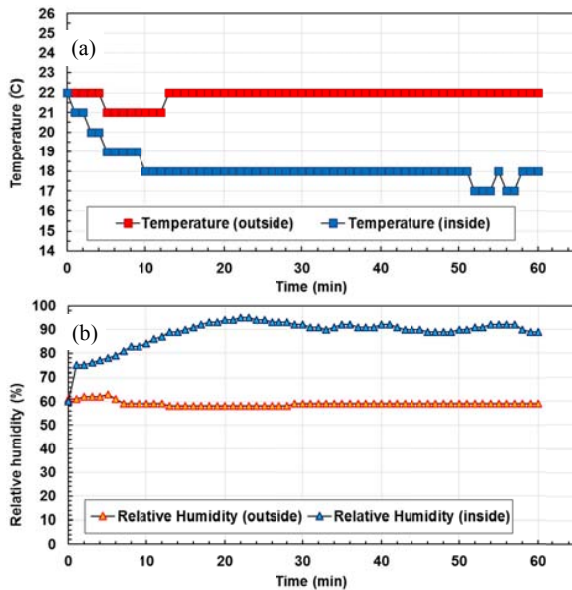 (a)
Temperature (C)
26
25
24
23
22
21
20
19
18
17
16
15
14
Temperature (outside) Temperature (inside)
0 10 20 30 40 50 60
Time (min)
(b)
Relative humidity (%)
100
90
80
70
60
50
40
30
20
10
0
Relative Humidity (outside) Relative Humidity (inside)
0 10 20 30 40 50 60
Time (min)